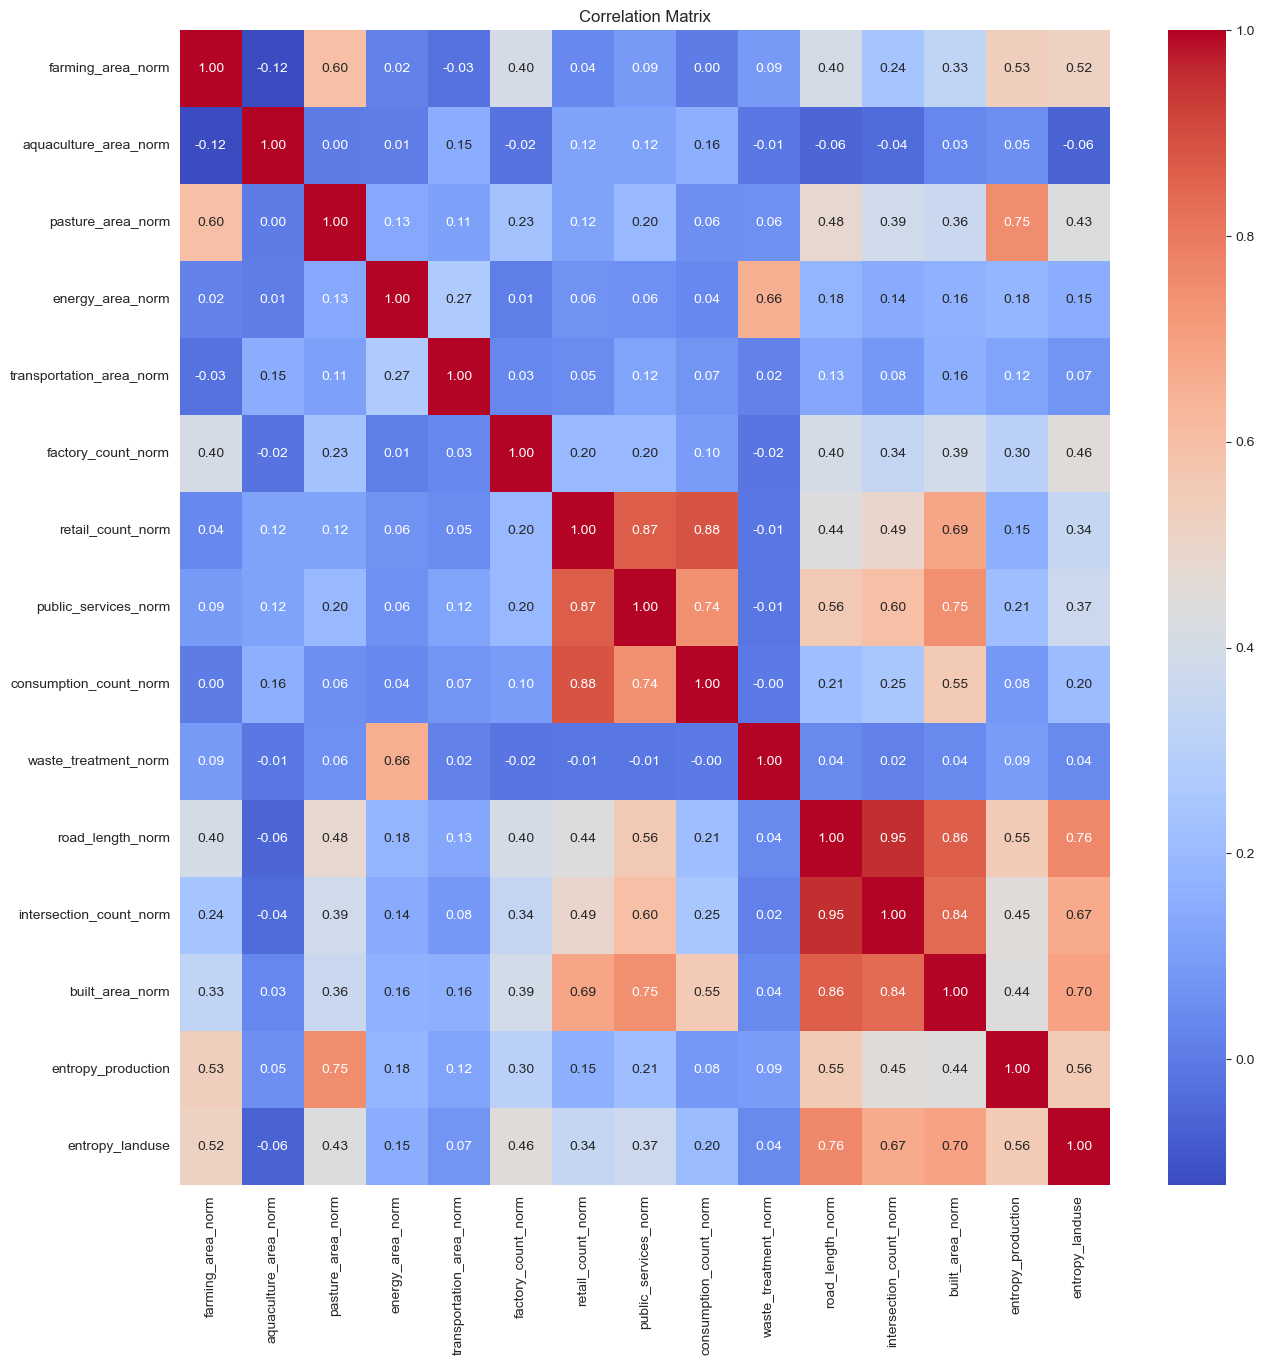 Correlation Matrix
farming_area_norm 1.00 -0.12 0.60 0.02 -0.03 0.40 0.04 0.09 0.00 0.09 0.40 0.24 0.33 0.53 0.52
aquaculture_area_norm -0.12 1.00 0.00 0.01 0.15 -0.02 0.12 0.12 0.16 -0.01 -0.06 -0.04 0.03 0.05 -0.06
pasture_area_norm 0.60 0.00 1.00 0.13 0.11 0.23 0.12 0.20 0.06 0.06 0.48 0.39 0.36 0.75 0.43
energy_area_norm 0.02 0.01 0.13 1.00 0.27 0.01 0.06 0.06 0.04 0.66 0.18 0.14 0.16 0.18 0.15
transportation_area_norm -0.03 0.15 0.11 0.27 1.00 0.03 0.05 0.12 0.07 0.02 0.13 0.08 0.16 0.12 0.07
factory_count_norm 0.40 -0.02 0.23 0.01 0.03 1.00 0.20 0.20 0.10 -0.02 0.40 0.34 0.39 0.30 0.46
retail_count_norm 0.04 0.12 0.12 0.06 0.05 0.20 1.00 0.87 0.88 -0.01 0.44 0.49 0.69 0.15 0.34
public_services_norm 0.09 0.12 0.20 0.06 0.12 0.20 0.87 1.00 0.74 -0.01 0.56 0.60 0.75 0.21 0.37
consumption_count_norm 0.00 0.16 0.06 0.04 0.07 0.10 0.88 0.74 1.00 -0.00 0.21 0.25 0.55 0.08 0.20
waste_treatment_norm 0.09 -0.01 0.06 0.66 0.02 -0.02 -0.01 -0.01 -0.00 1.00 0.04 0.02 0.04 0.09 0.04
road_length_norm 0.40 -0.06 0.48 0.18 0.13 0.40 0.44 0.56 0.21 0.04 1.00 0.95 0.86 0.55 0.76
intersection_count_norm 0.24 -0.04 0.39 0.14 0.08 0.34 0.49 0.60 0.25 0.02 0.95 1.00 0.84 0.45 0.67
built_area_norm 0.33 0.03 0.36 0.16 0.16 0.39 0.69 0.75 0.55 0.04 0.86 0.84 1.00 0.44 0.70
entropy_production 0.53 0.05 0.75 0.18 0.12 0.30 0.15 0.21 0.08 0.09 0.55 0.45 0.44 1.00 0.56
entropy_landuse 0.52 -0.06 0.43 0.15 0.07 0.46 0.34 0.37 0.20 0.04 0.76 0.67 0.70 0.56 1.00
farming_area_norm
aquaculture_area_norm
pasture_area_norm
energy_area_norm
transportation_area_norm
factory_count_norm
retail_count_norm
public_services_norm
consumption_count_norm
waste_treatment_norm
road_length_norm
intersection_count_norm
built_area_norm
entropy_production
entropy_landuse
1.0
0.8
0.6
0.4
0.2
0.0